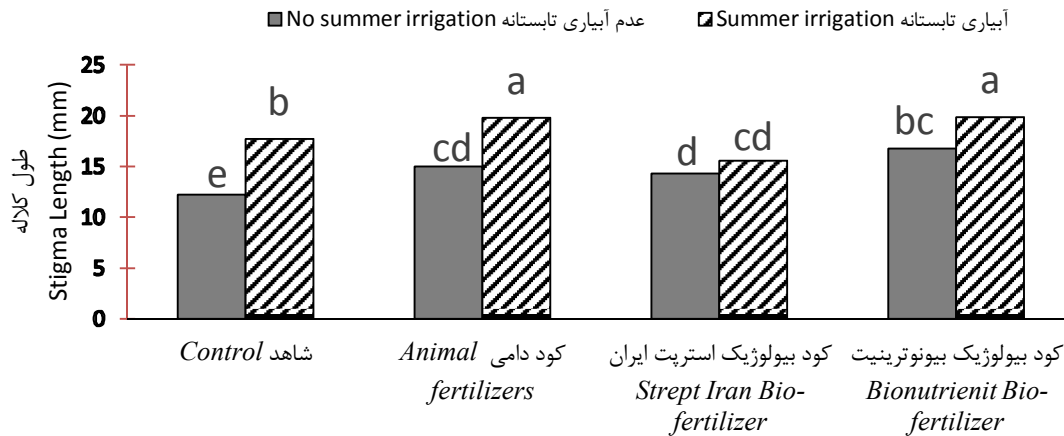 No summer irrigation عدم آبیاری تابستانه Summer irrigation آبیاری تابستانه
طول کلاله
Stigma Length (mm)
25
20
15
10
5
0
e b cd a d cd bc a
Control شاهد
Animal کود دامی
fertilizers
کود بیولوژیک استرپت ایران
Strept Iran Bio-
fertilizer
کود بیولوژیک بیونوترینیت
Bionutrienit Bio-
fertilizer